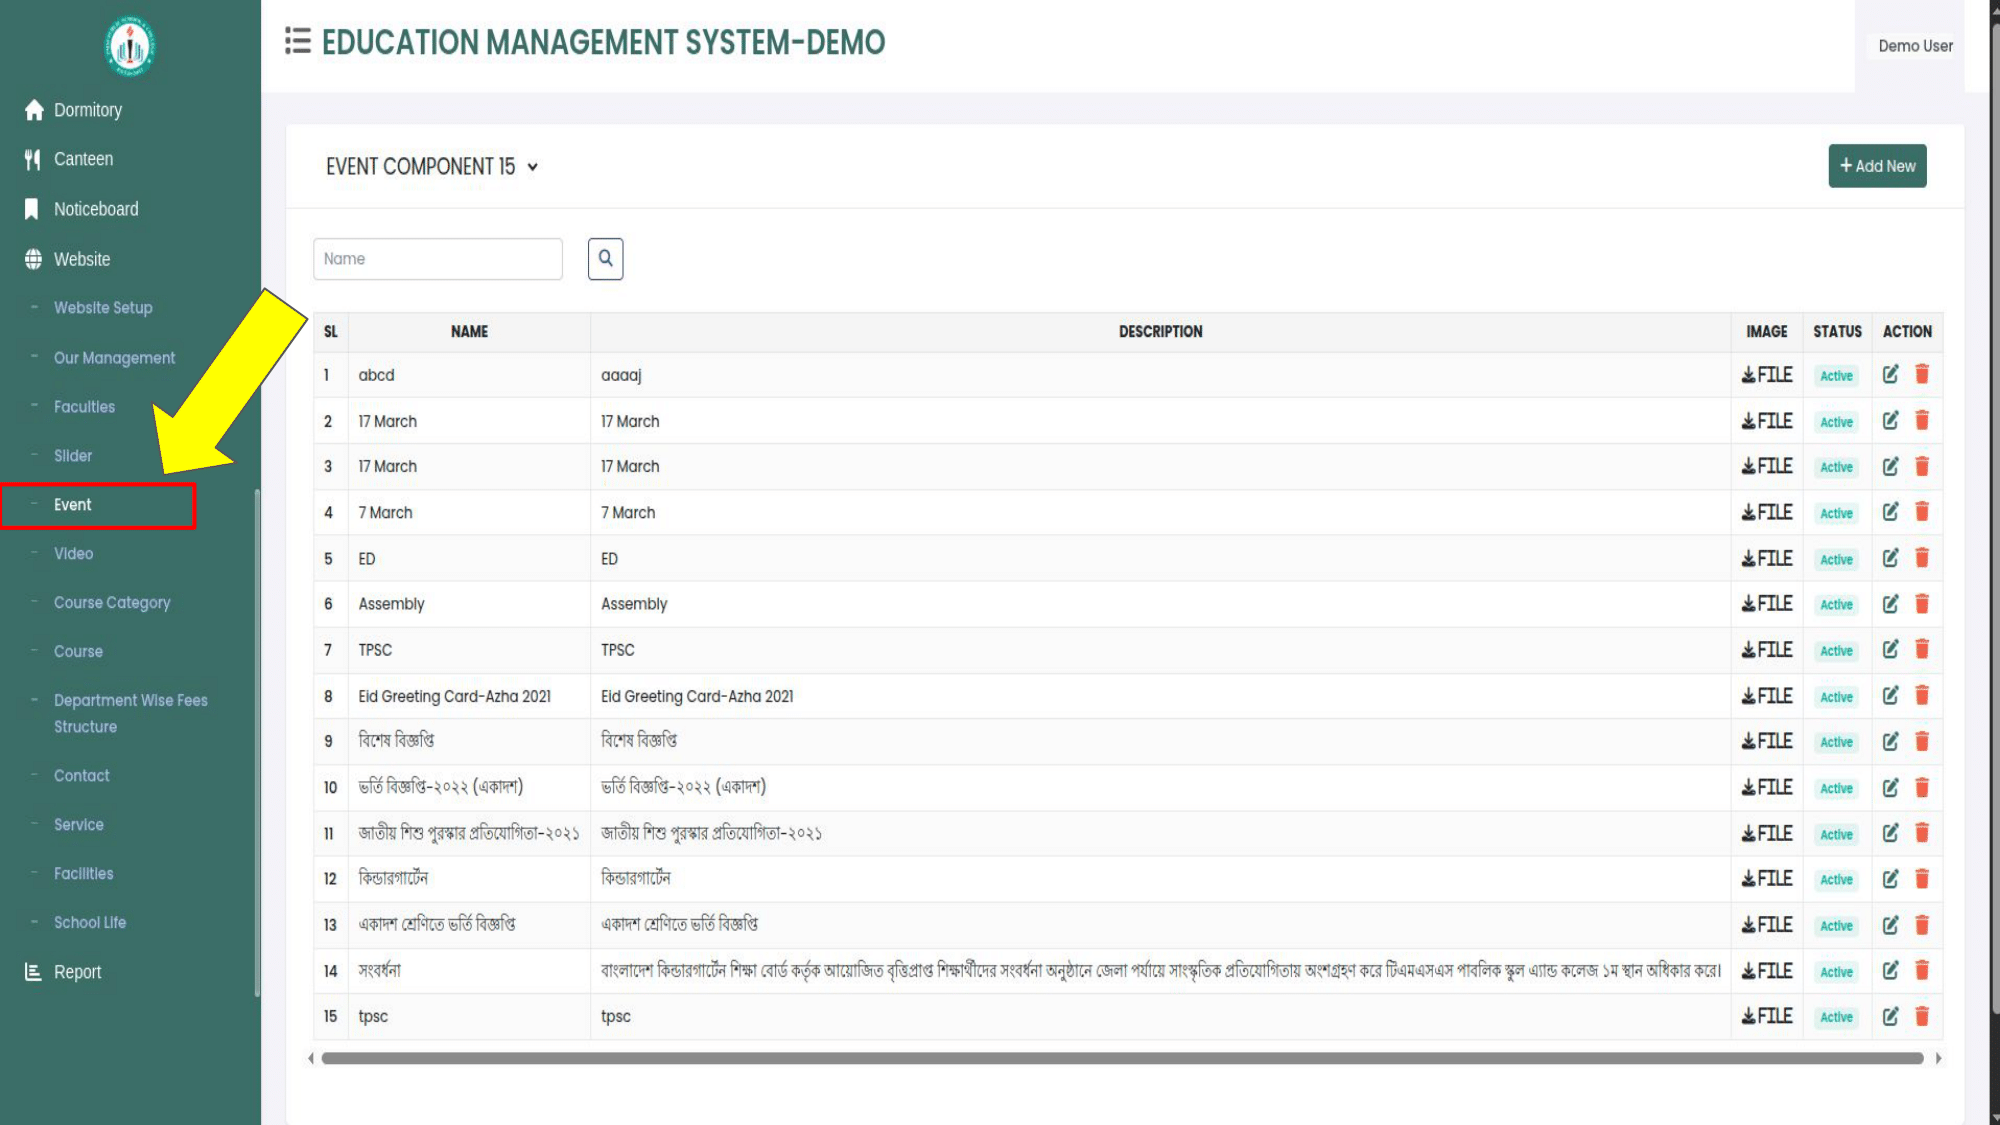 EDUCATION MANAGEMENT SYSTEM-DEMO
Demo User
Dormitory
Canteen
Noticeboard
Website
- Website Setup
- Our Management
- Faculties
- Slider
- Event
- Video
- Course Category
- Course
- Department Wise Fees
Structure
- Contact
- Service
- Facilities
- School Life
Report
EVENT COMPONENT 15
+ Add New
Name
SL NAME DESCRIPTION IMAGE STATUS ACTION
1 abcd aaaaj FILE Active
2 17 March 17 March FILE Active
3 17 March 17 March FILE Active
4 7 March 7 March FILE Active
5 ED ED FILE Active
6 Assembly Assembly FILE Active
7 TPSC TPSC FILE Active
8 Eid Greeting Card-Azha 2021 Eid Greeting Card-Azha 2021 FILE Active
9 বিশেষ বিজ্ঞপ্তি বিশেষ বিজ্ঞপ্তি FILE Active
10 ভর্তি বিজ্ঞপ্তি-২০২২ (একাদশ) ভর্তি বিজ্ঞপ্তি-২০২২ (একাদশ) FILE Active
11 জাতীয় শিশু পুরস্কার প্রতিযোগিতা-২০২১ জাতীয় শিশু পুরস্কার প্রতিযোগিতা-২০২১ FILE Active
12 কিন্ডারগার্টেন কিন্ডারগার্টেন FILE Active
13 একাদশ শ্রেণিতে ভর্তি বিজ্ঞপ্তি একাদশ শ্রেণিতে ভর্তি বিজ্ঞপ্তি FILE Active
14 সংবর্ধনা বাংলাদেশ কিন্ডারগার্টেন শিক্ষা বোর্ড কর্তৃক আয়োজিত বৃত্তিপ্রাপ্ত শিক্ষার্থীদের সংবর্ধনা অনুষ্ঠানে জেলা পর্যায়ে সাংস্কৃতিক প্রতিযোগিতায় অংশগ্রহণ করে টিএমএসএস পাবলিক স্কুল এ্যান্ড কলেজ ১ম স্থান অধিকার করে। FILE Active
15 tpsc tpsc FILE Active